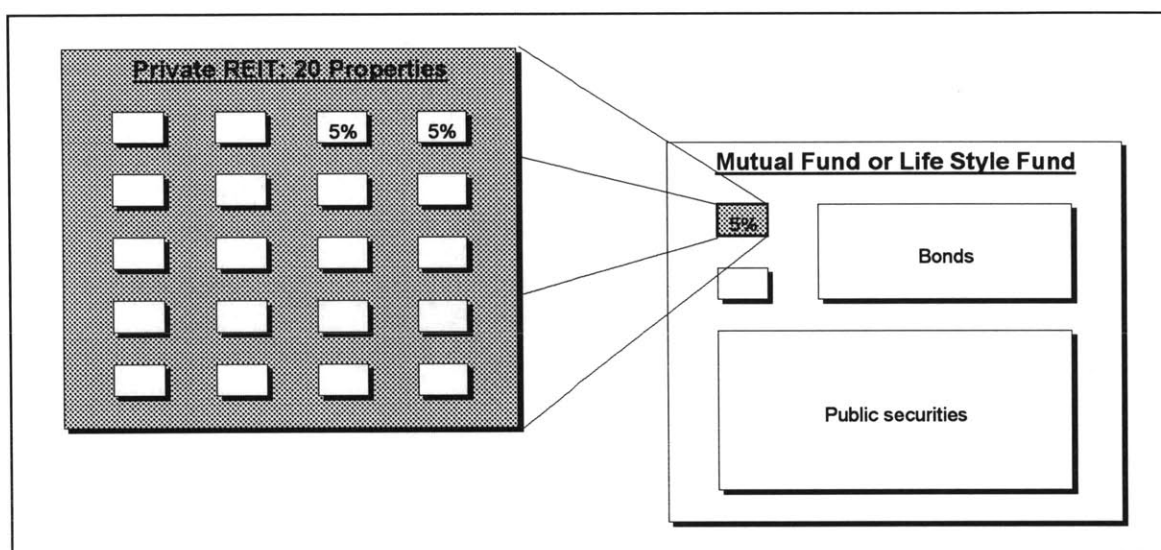 Private REIT: 20 Properties
5%
5%
Mutual Fund or Life Style Fund
5%
Bonds
Public securities